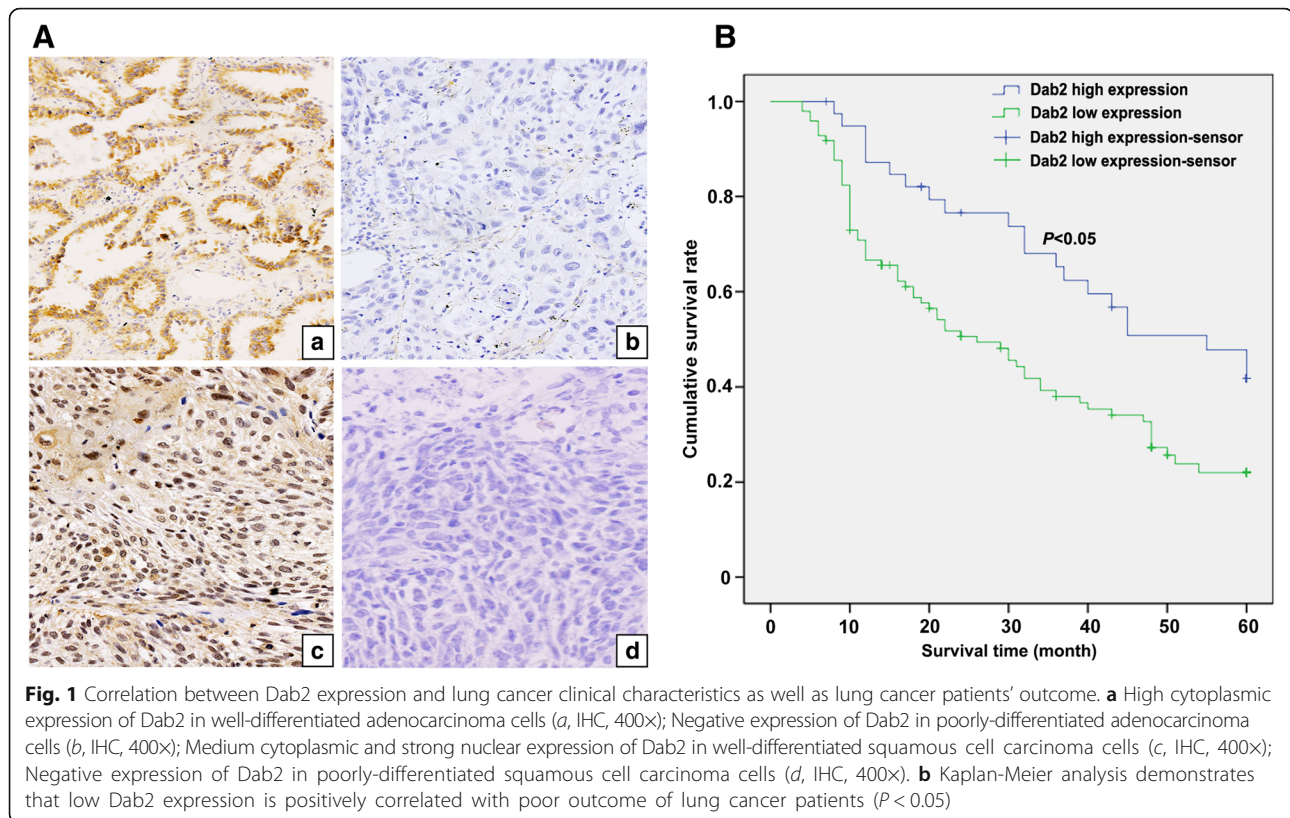 A
B
a
b
c
d
Dab2 high expression
Dab2 low expression
Dab2 high expression-sensor
Dab2 low expression-sensor
P<0.05
Cumulative survival rate
1.0
0.8
0.6
0.4
0.2
0
0 10 20 30 40 50 60
Survival time (month)
Fig. 1 Correlation between Dab2 expression and lung cancer clinical characteristics as well as lung cancer patients' outcome. a High cytoplasmic
expression of Dab2 in well-differentiated adenocarcinoma cells (a, IHC, 400×); Negative expression of Dab2 in poorly-differentiated adenocarcinoma
cells (b, IHC, 400×); Medium cytoplasmic and strong nuclear expression of Dab2 in well-differentiated squamous cell carcinoma cells (c, IHC, 400×);
Negative expression of Dab2 in poorly-differentiated squamous cell carcinoma cells (d, IHC, 400×). b Kaplan-Meier analysis demonstrates
that low Dab2 expression is positively correlated with poor outcome of lung cancer patients (P < 0.05)